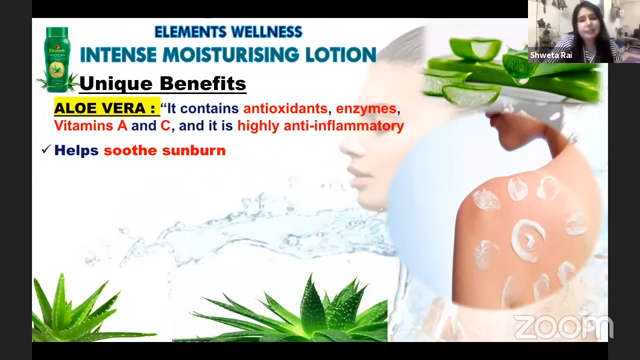 ELEMENTS WELLNESS
INTENSE MOISTURISING LOTION
Unique Benefits
ALOE VERA : “It contains antioxidants, enzymes,
Vitamins A and C, and it is highly anti-inflammatory
✓ Helps soothe sunburn
Shweta Rai
zoom